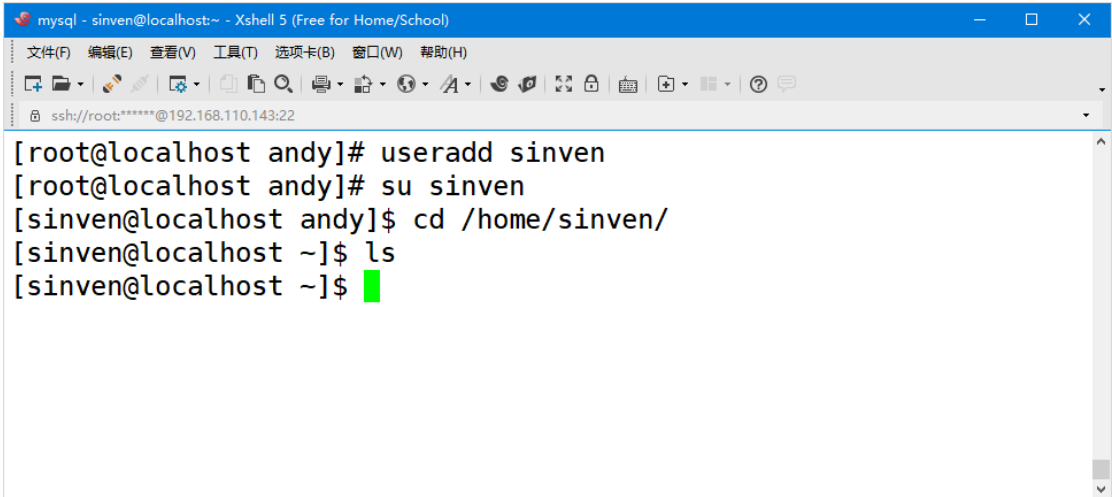 mysql - sinven@localhost:~ - Xshell 5 (Free for Home/School)
文件(F) 编辑(E) 查看(V) 工具(T) 选项卡(B) 窗口(W) 帮助(H)
ssh://root:******@192.168.110.143:22
[root@localhost andy]# useradd sinven
[root@localhost andy]# su sinven
[sinven@localhost andy]$ cd /home/sinven/
[sinven@localhost ~]$ ls
[sinven@localhost ~]$